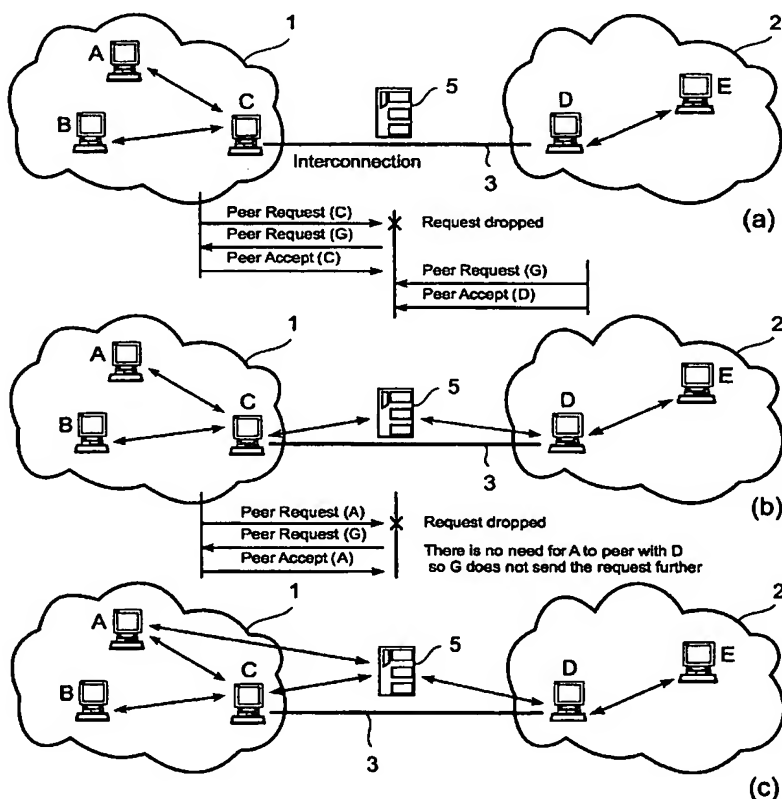 1
2
A
5
E
C
D
B
Interconnection
3
(a)
Peer Request (C)
Request dropped
Peer Request (G)
Peer Accept (C)
Peer Request (G)
Peer Accept (D)
1
2
A
5
E
C
D
B
3
(b)
Peer Request (A)
Request dropped
Peer Request (G)
There is no need for A to peer with D
Peer Accept (A)
so G does not send the request further
1
2
A
5
E
C
D
B
3
(c)